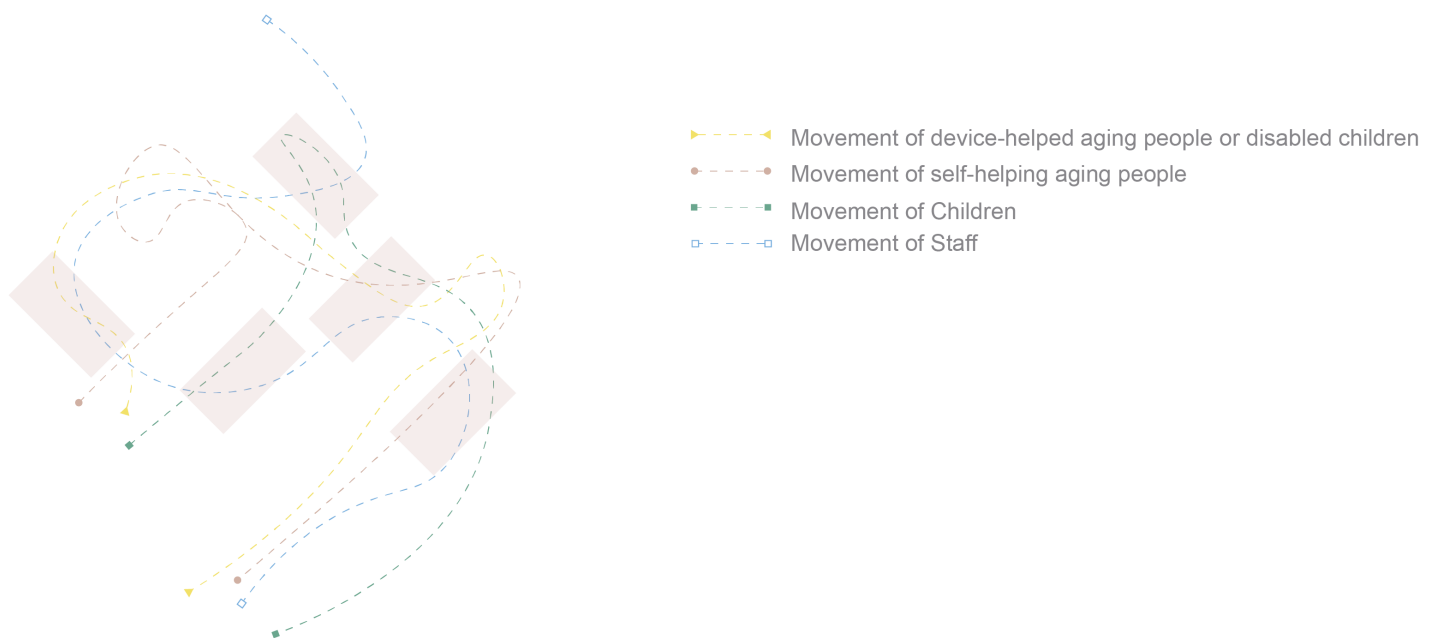 Movement of device-helped aging people or disabled children
Movement of self-helping aging people
Movement of Children
Movement of Staff